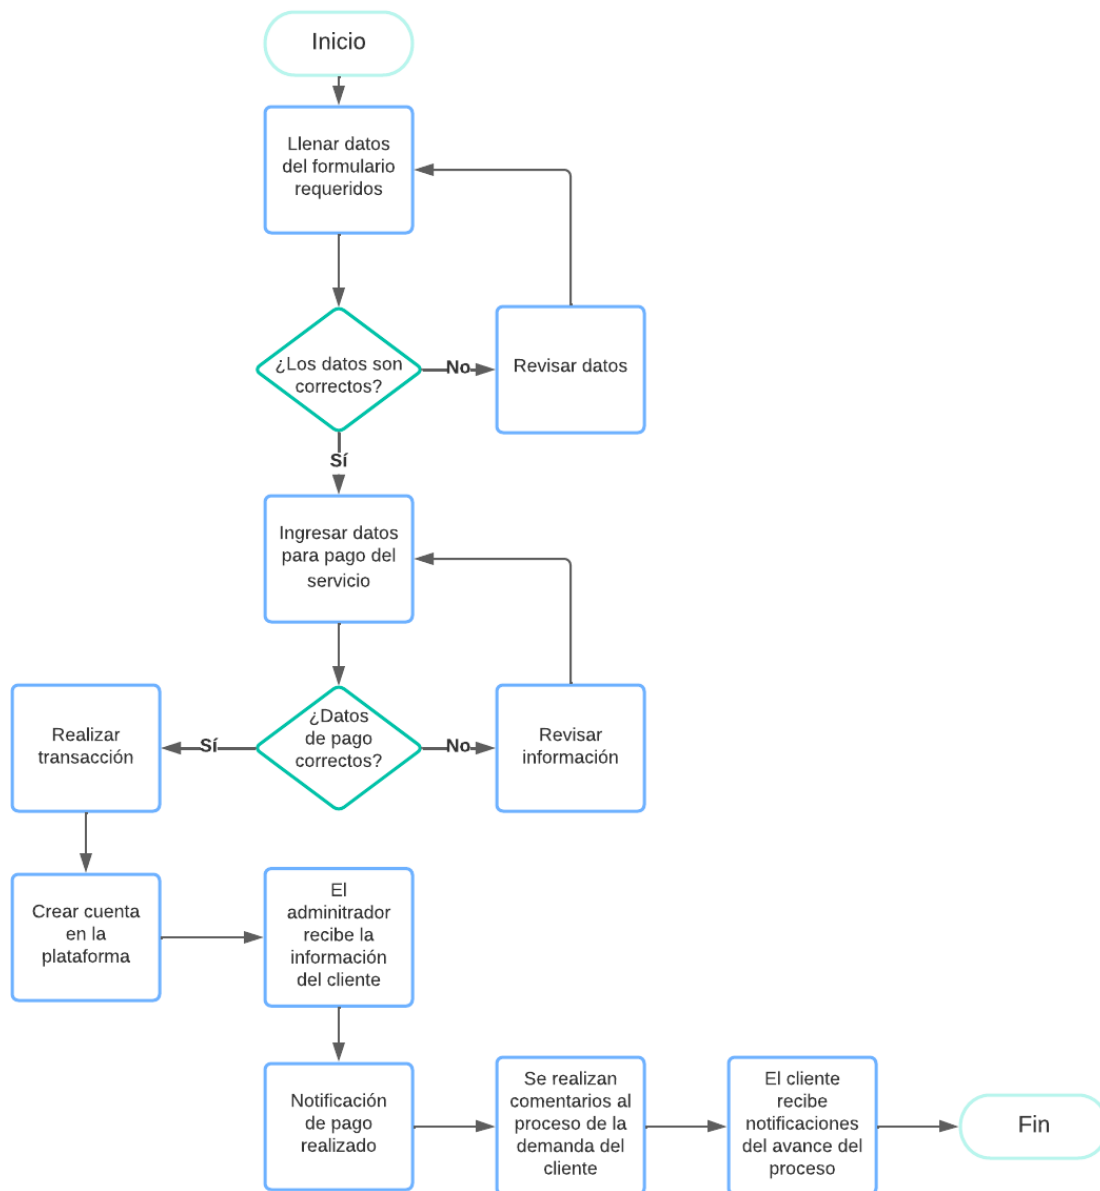 Inicio
Llenar datos
del formulario
requeridos
¿Los datos son
correctos?
No
Revisar datos
Sí
Ingresar datos
para pago del
servicio
Realizar
transacción
Sí
¿Datos
de pago
correctos?
No
Revisar
información
Crear cuenta
en la
plataforma
El
adminitrador
recibe la
información
del cliente
Notificación
de pago
realizado
Se realizan
comentarios al
proceso de la
demanda del
cliente
El cliente
recibe
notificaciones
del avance del
proceso
Fin